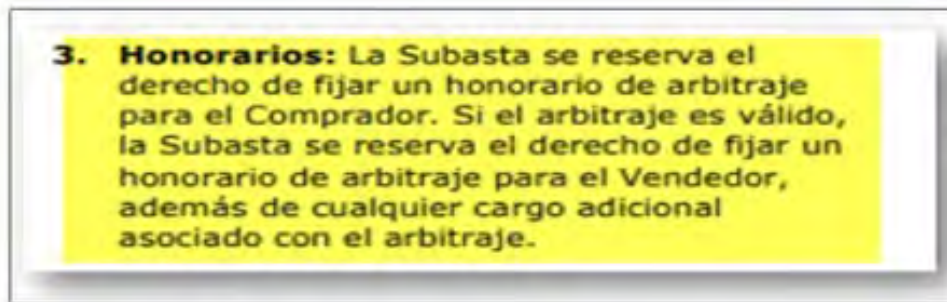 3. Honorarios: La Subasta se reserva el
derecho de fijar un honorario de arbitraje
para el Comprador. Si el arbitraje es válido,
la Subasta se reserva el derecho de fijar un
honorario de arbitraje para el Vendedor,
además de cualquier cargo adicional
asociado con el arbitraje.